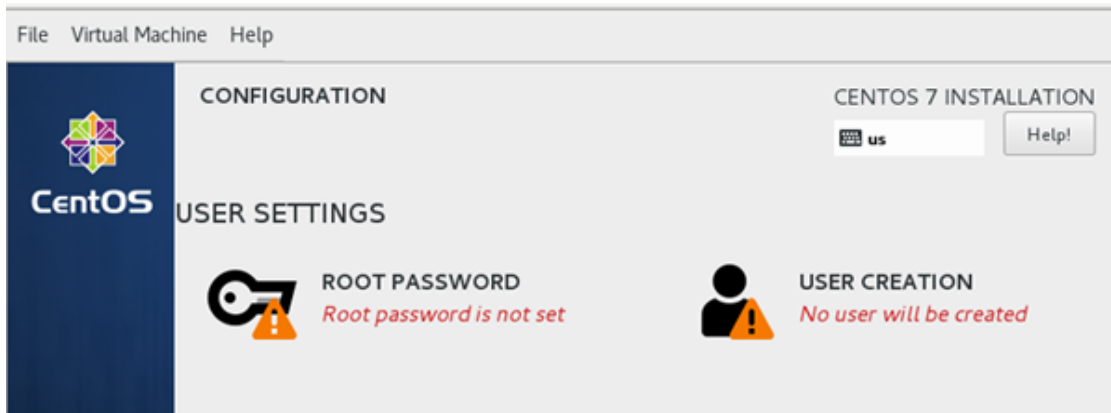 File Virtual Machine Help
CONFIGURATION
CENTOS 7 INSTALLATION
us
Help!
CentOS
USER SETTINGS
ROOT PASSWORD
Root password is not set
USER CREATION
No user will be created